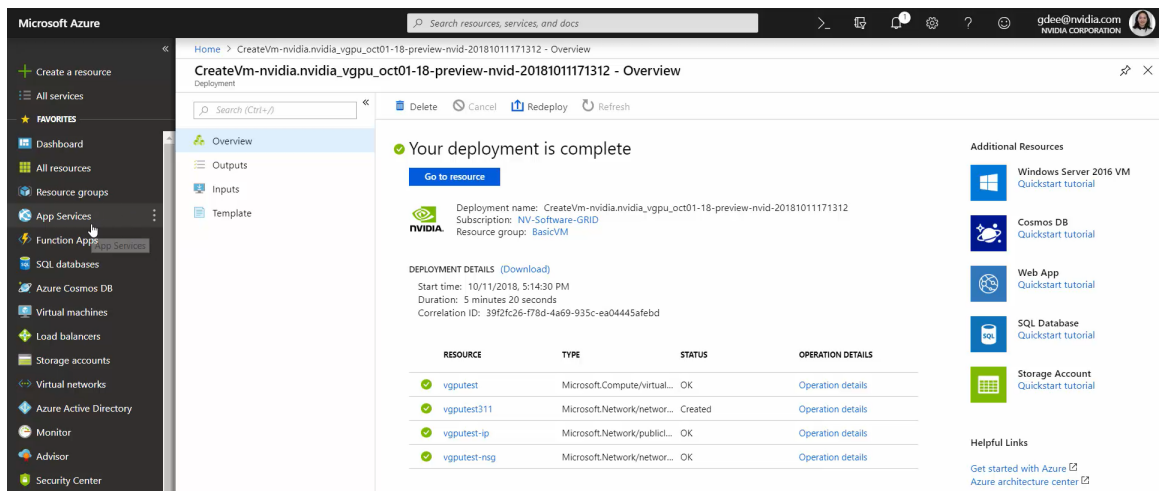 Microsoft Azure
Search resources, services, and docs
1
gdee@nvidia.com
NVIDIA CORPORATION
Create a resource
All services
FAVORITES
Dashboard
All resources
Resource groups
App Services
Function Apps
App Services
SQL databases
Azure Cosmos DB
Virtual machines
Load balancers
Storage accounts
Virtual networks
Azure Active Directory
Monitor
Advisor
Security Center
Home > CreateVm-nvidia.nvidia_vgpu_oct01-18-preview-nvid-20181011171312 - Overview
CreateVm-nvidia.nvidia_vgpu_oct01-18-preview-nvid-20181011171312 - Overview
Deployment
Search (Ctrl+/)
Overview
Outputs
Inputs
Template
Delete Cancel Redeploy Refresh
Your deployment is complete
Go to resource
NVIDIA.
Deployment name: CreateVm-nvidia.nvidia_vgpu_oct01-18-preview-nvid-20181011171312
Subscription: NV-Software-GRID
Resource group: BasicVM
DEPLOYMENT DETAILS (Download)
Start time: 10/11/2018, 5:14:30 PM
Duration: 5 minutes 20 seconds
Correlation ID: 39f2fc26-f78d-4a69-935c-ea04445afebd
RESOURCE TYPE STATUS OPERATION DETAILS
vgputest Microsoft.Compute/virtual... OK Operation details
vgputest311 Microsoft.Network/networ... Created Operation details
vgputest-ip Microsoft.Network/publicI... OK Operation details
vgputest-nsg Microsoft.Network/networ... OK Operation details
Additional Resources
Windows Server 2016 VM
Quickstart tutorial
Cosmos DB
Quickstart tutorial
Web App
Quickstart tutorial
SQL
SQL Database
Quickstart tutorial
Storage Account
Quickstart tutorial
Helpful Links
Get started with Azure
Azure architecture center